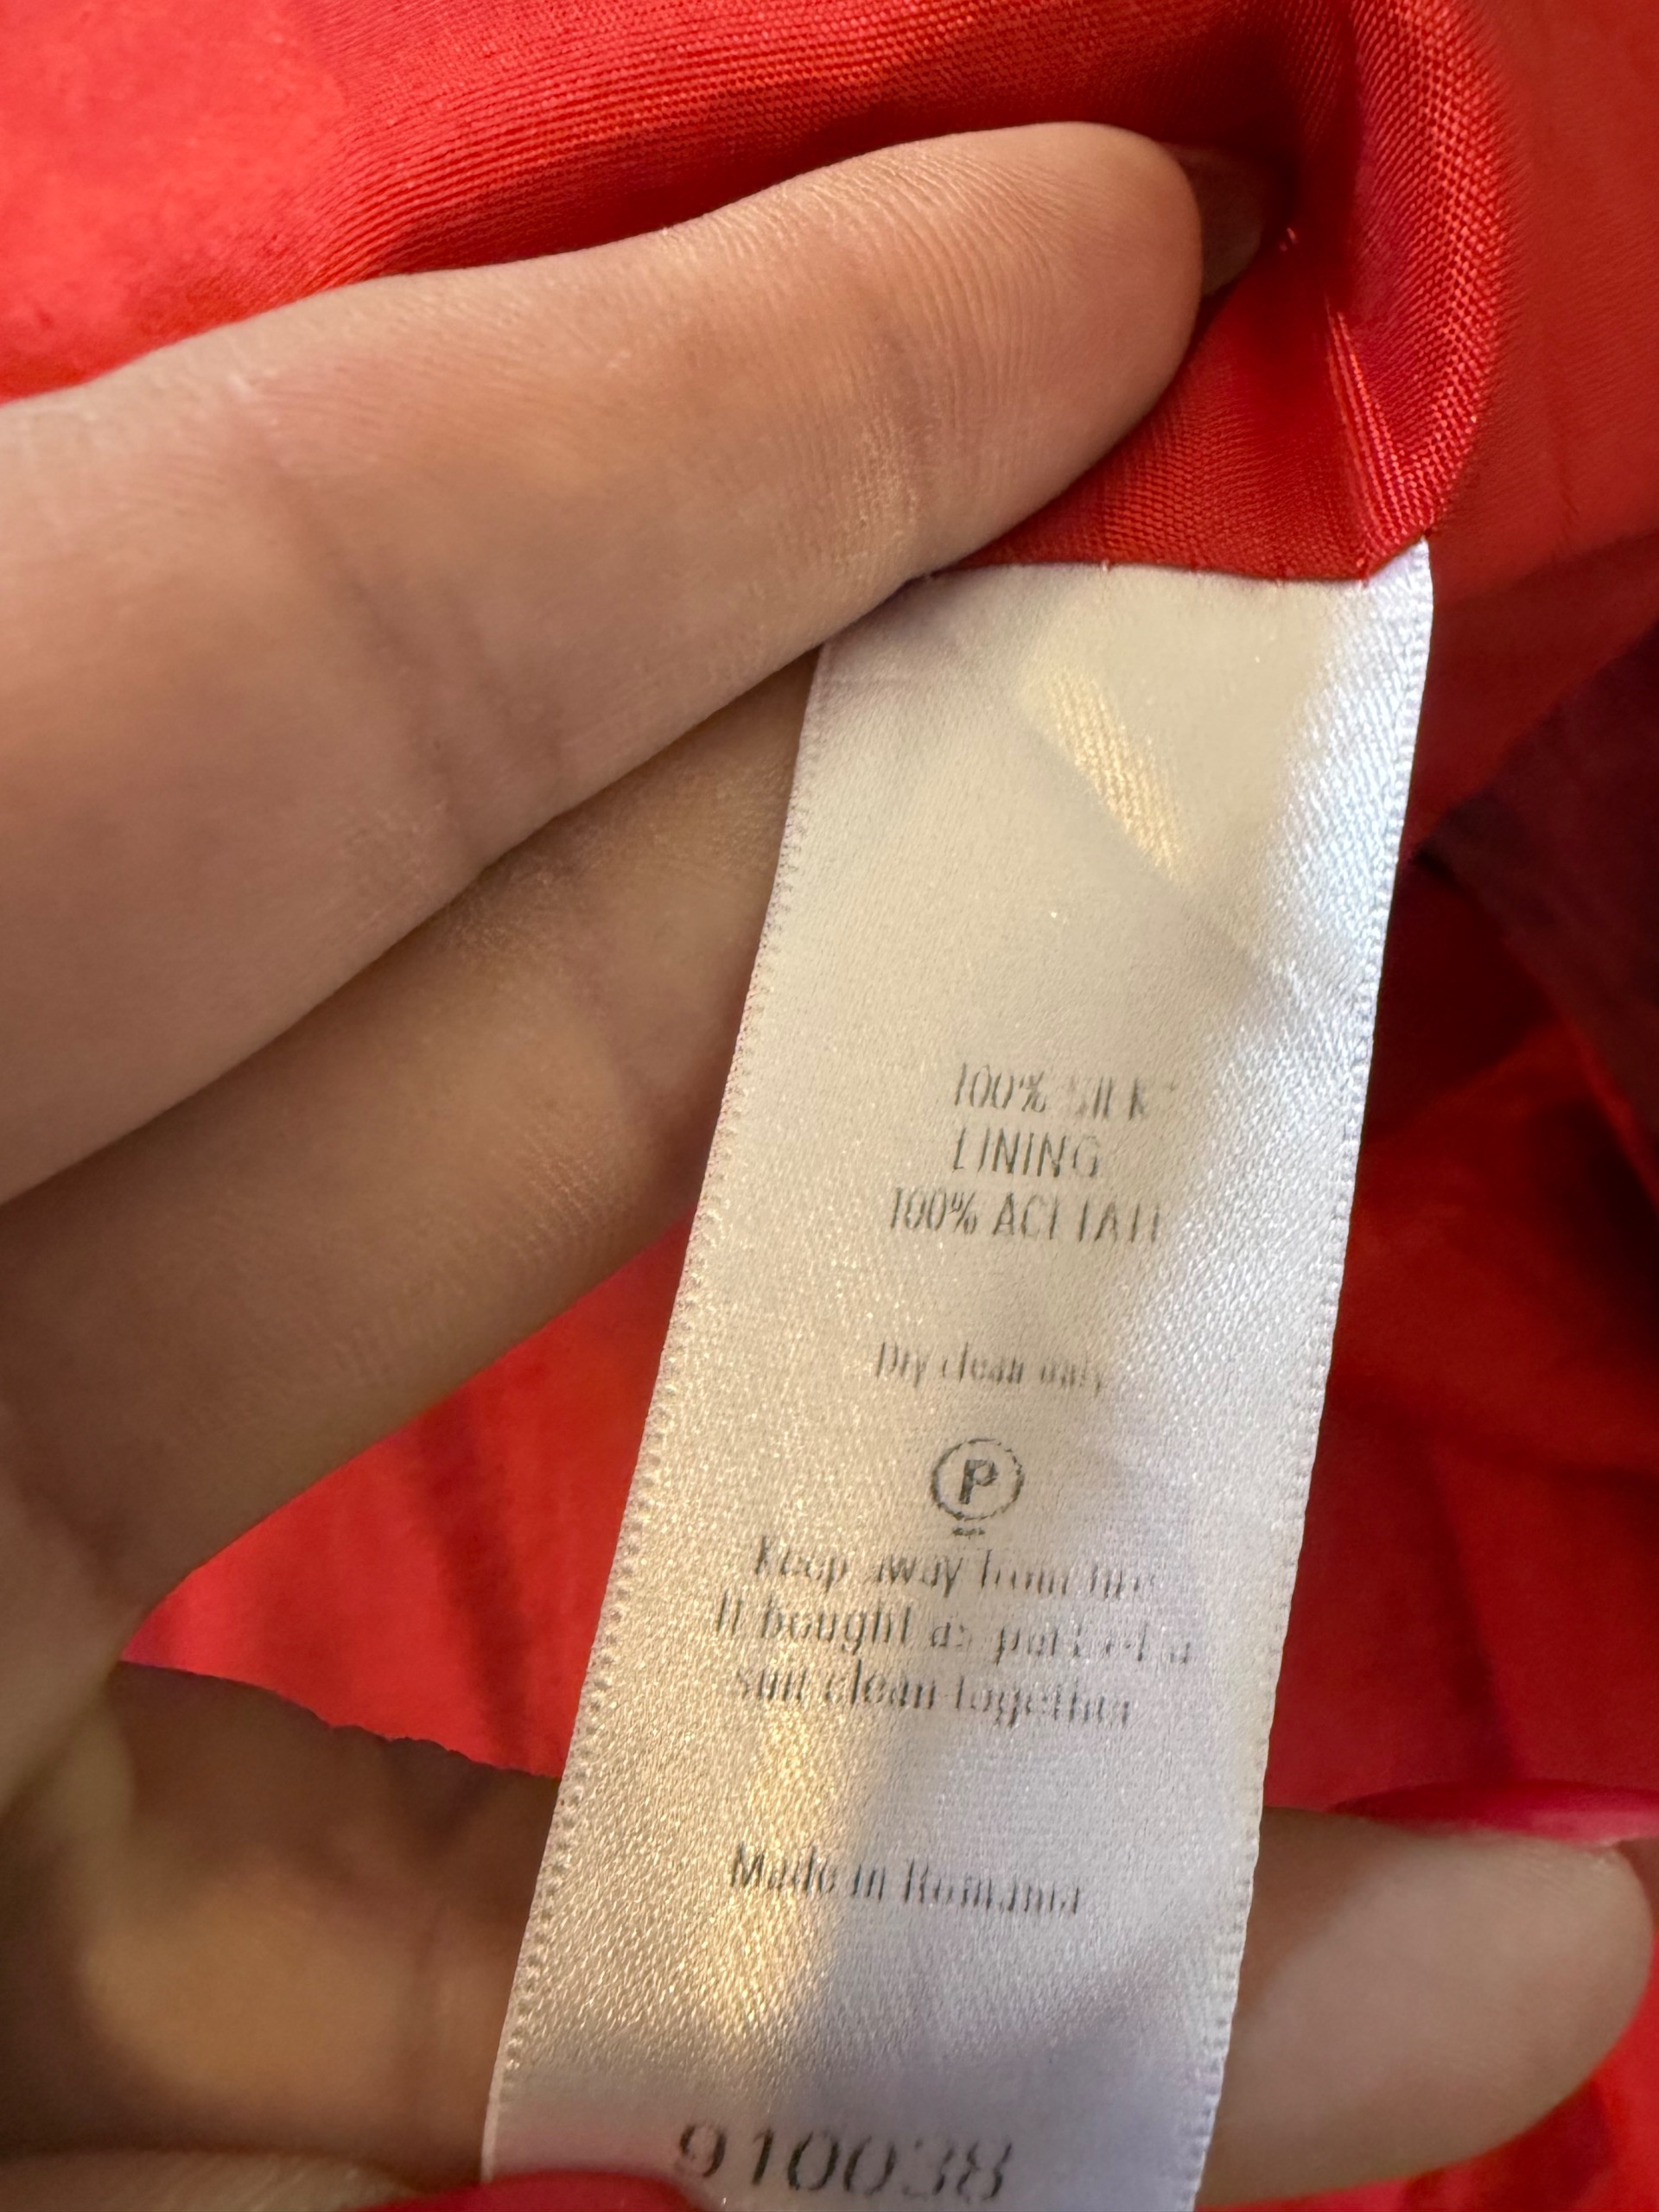 100% SILK
LINING
100% ACETATE
Dry clean only
P
Keep away from fire
If bought as part of a
suit clean together
Made in Romania
910038